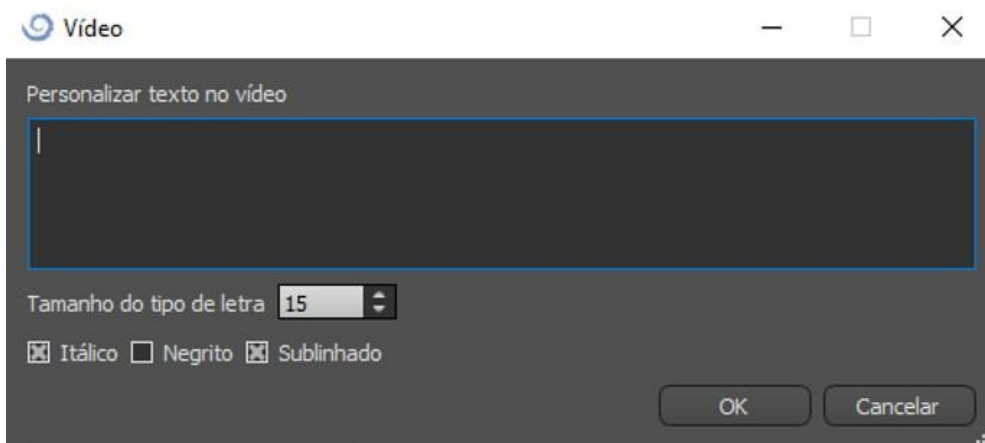 Vídeo
Personalizar texto no vídeo
Tamanho do tipo de letra 15
Itálico Negrito Sublinhado
OK Cancelar